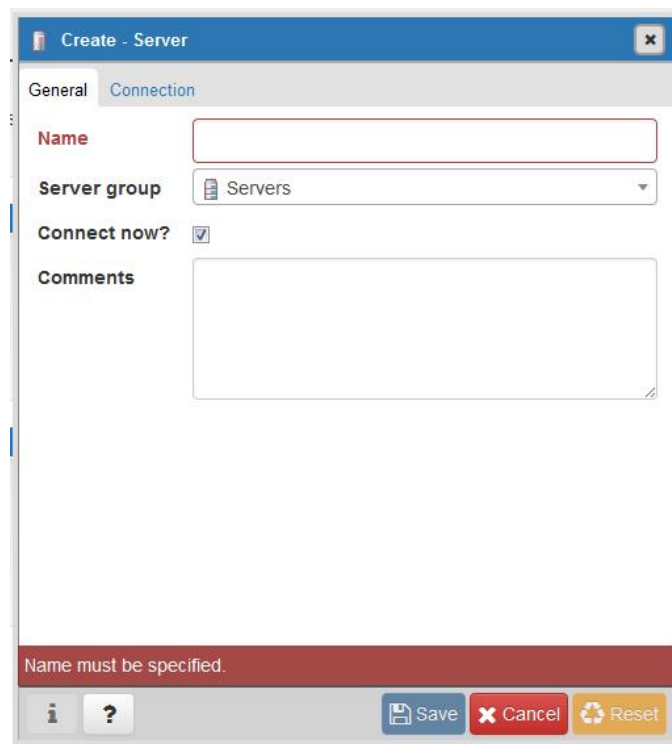 Create - Server
General Connection
Name
Server group Servers
Connect now?
Comments
Name must be specified.
i ? Save Cancel Reset